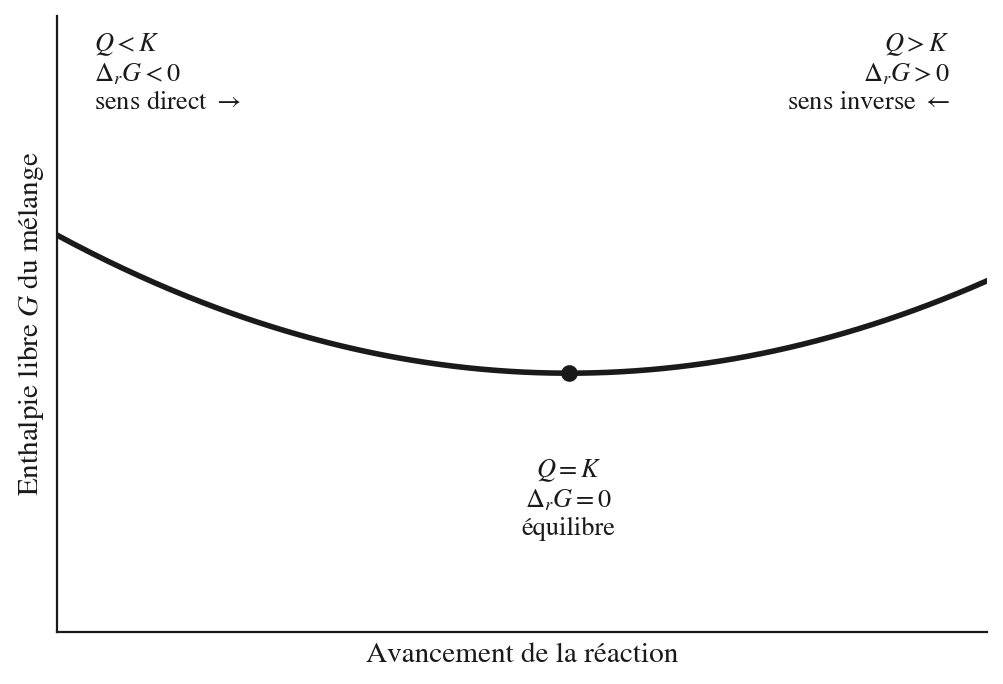 Q < K
ΔᵣG < 0
sens direct →
Q > K
ΔᵣG > 0
sens inverse ←
Enthalpie libre G du mélange
Q = K
ΔᵣG = 0
équilibre
Avancement de la réaction